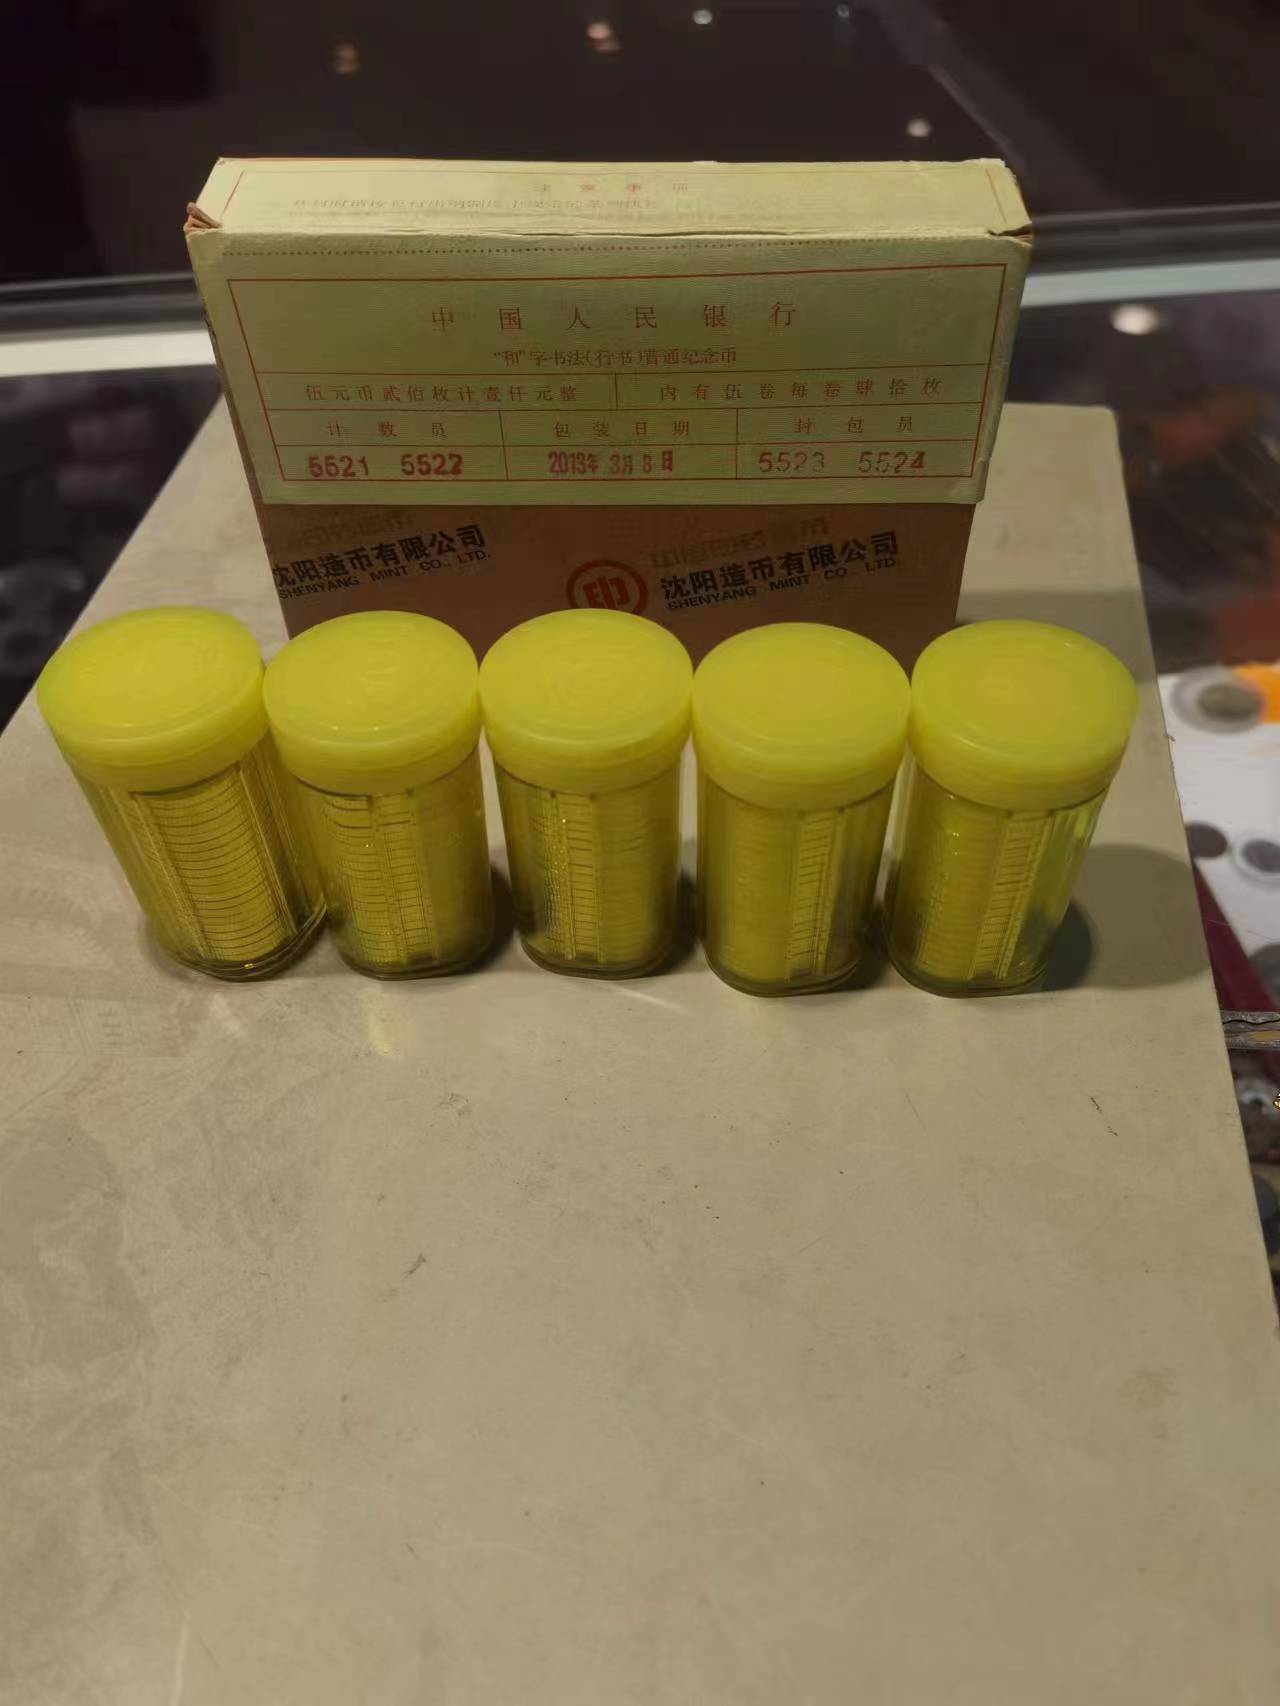 注意事项
中国人民银行
“和”字书法(行书)普通纪念币
伍元币贰佰枚计壹仟元整
内有伍卷每卷肆拾枚
计数员
包装日期
封包员
5521 5522
2013年 3月 8日
5523 5524
沈阳造币有限公司
SHENYANG MINT CO., LTD.
沈阳造币有限公司
SHENYANG MINT CO., LTD.